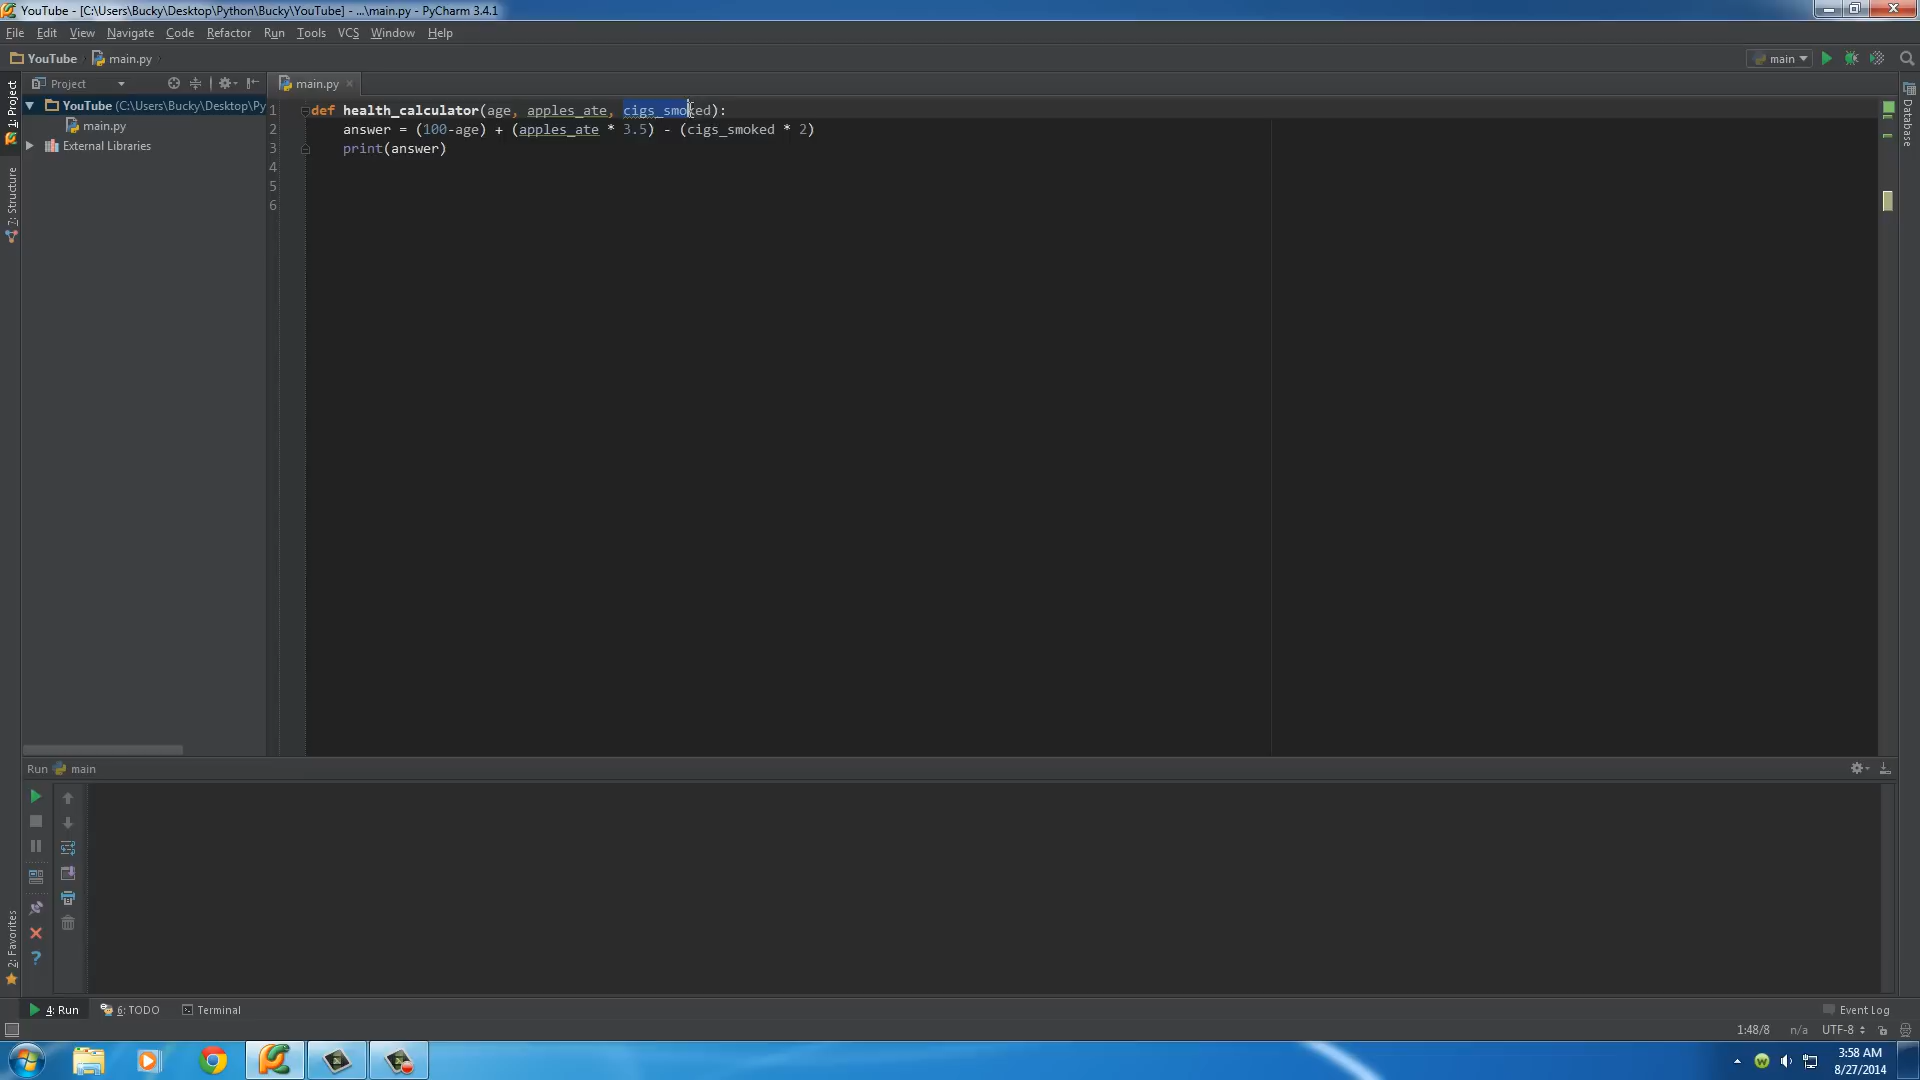 YouTube - [C:\Users\Bucky\Desktop\Python\Bucky\YouTube] - ...\main.py - PyCharm 3.4.1
File Edit View Navigate Code Refactor Run Tools VCS Window Help
YouTube main.py main
1: Project
Project main.py
YouTube (C:\Users\Bucky\Desktop\Py
main.py
External Libraries
7: Structure
Database
1 def health_calculator(age, apples_ate, cigs_smoked):
2 answer = (100-age) + (apples_ate * 3.5) - (cigs_smoked * 2)
3 print(answer)
4
5
6
Run main
2: Favorites
4: Run 6: TODO Terminal Event Log
1:48/8 n/a UTF-8
3:58 AM
8/27/2014